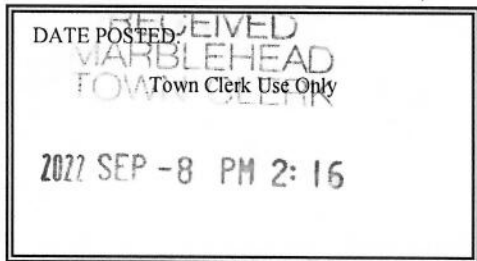 DATE POSTED:
RECEIVED
MARBLEHEAD
TOWN CLERK
Town Clerk Use Only
2022 SEP -8 PM 2: 16